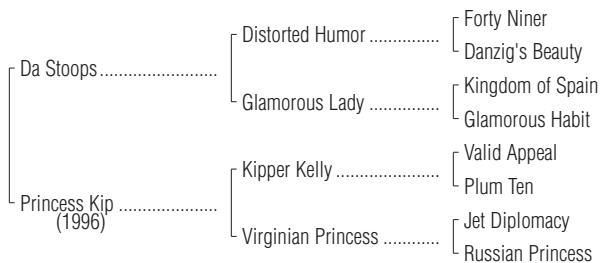 Forty Niner
Distorted Humor ...............
Danzig's Beauty
Da Stoops.........................
Kingdom of Spain
Glamorous Lady ...............
Glamorous Habit
Valid Appeal
Kipper Kelly ......................
Plum Ten
Princess Kip .....................
(1996)
Jet Diplomacy
Virginian Princess ............
Russian Princess